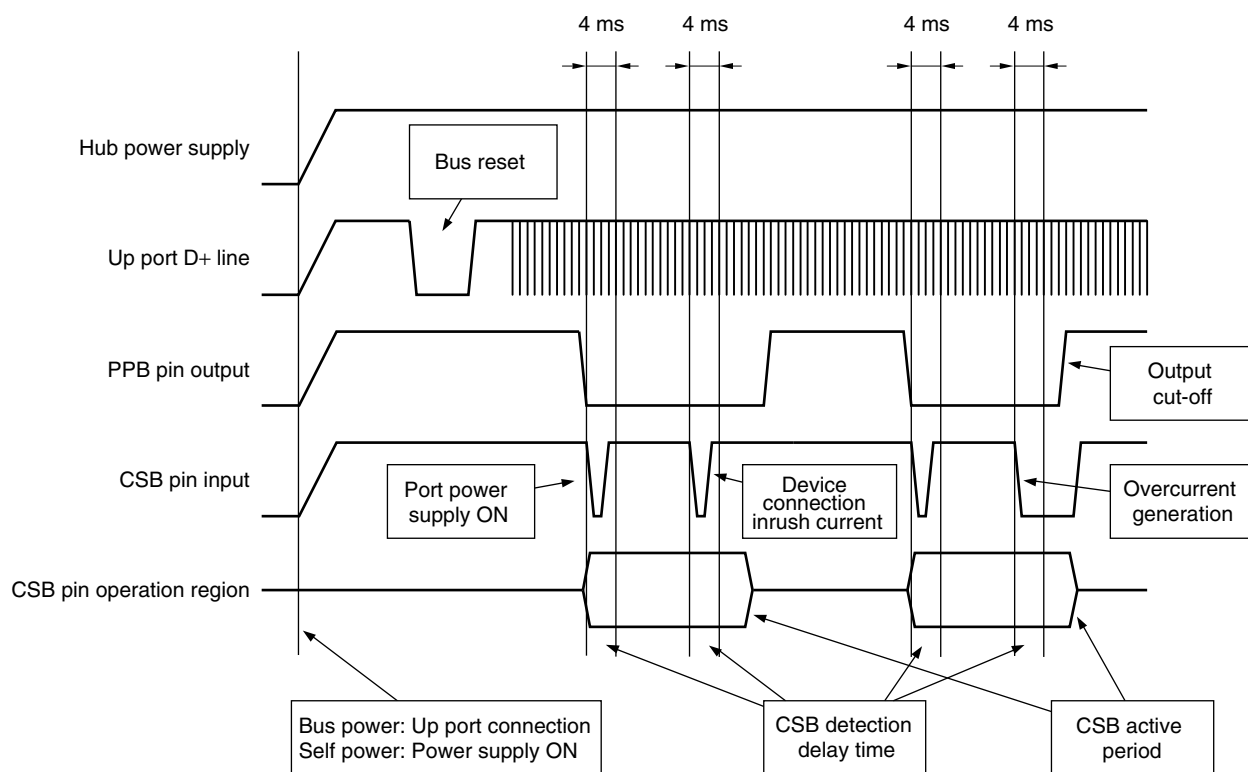 4 ms
4 ms
4 ms
4 ms
Hub power supply
Bus reset
Up port D+ line
PPB pin output
Output
cut-off
CSB pin input
Port power
supply ON
Device
connection
inrush current
Overcurrent
generation
CSB pin operation region
Bus power: Up port connection
Self power: Power supply ON
CSB detection
delay time
CSB active
period